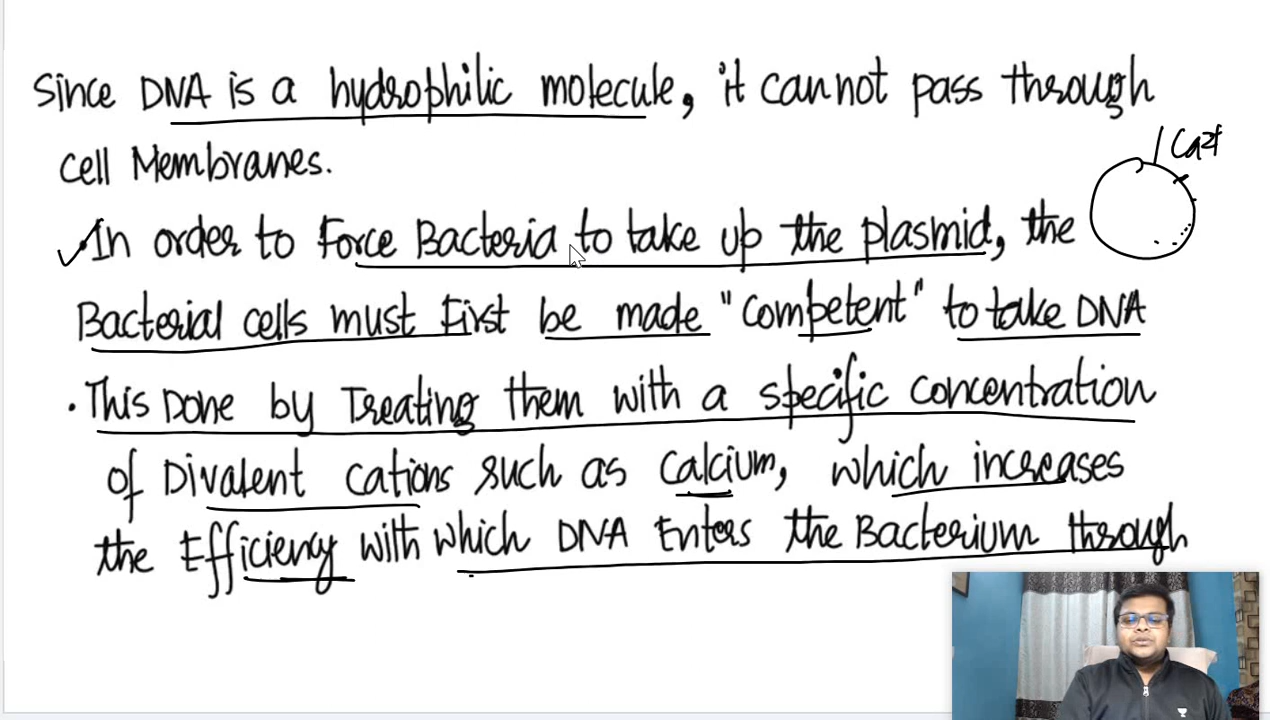 Since DNA is a hydrophilic molecule, it cannot pass through
cell Membranes.
Ca2+
In order to Force Bacteria to take up the plasmid, the
Bacterial cells must first be made "competent" to take DNA
• This Done by Treating them with a specific concentration
of Divalent cations such as calcium, which increases
the Efficiency with which DNA Enters the Bacterium through